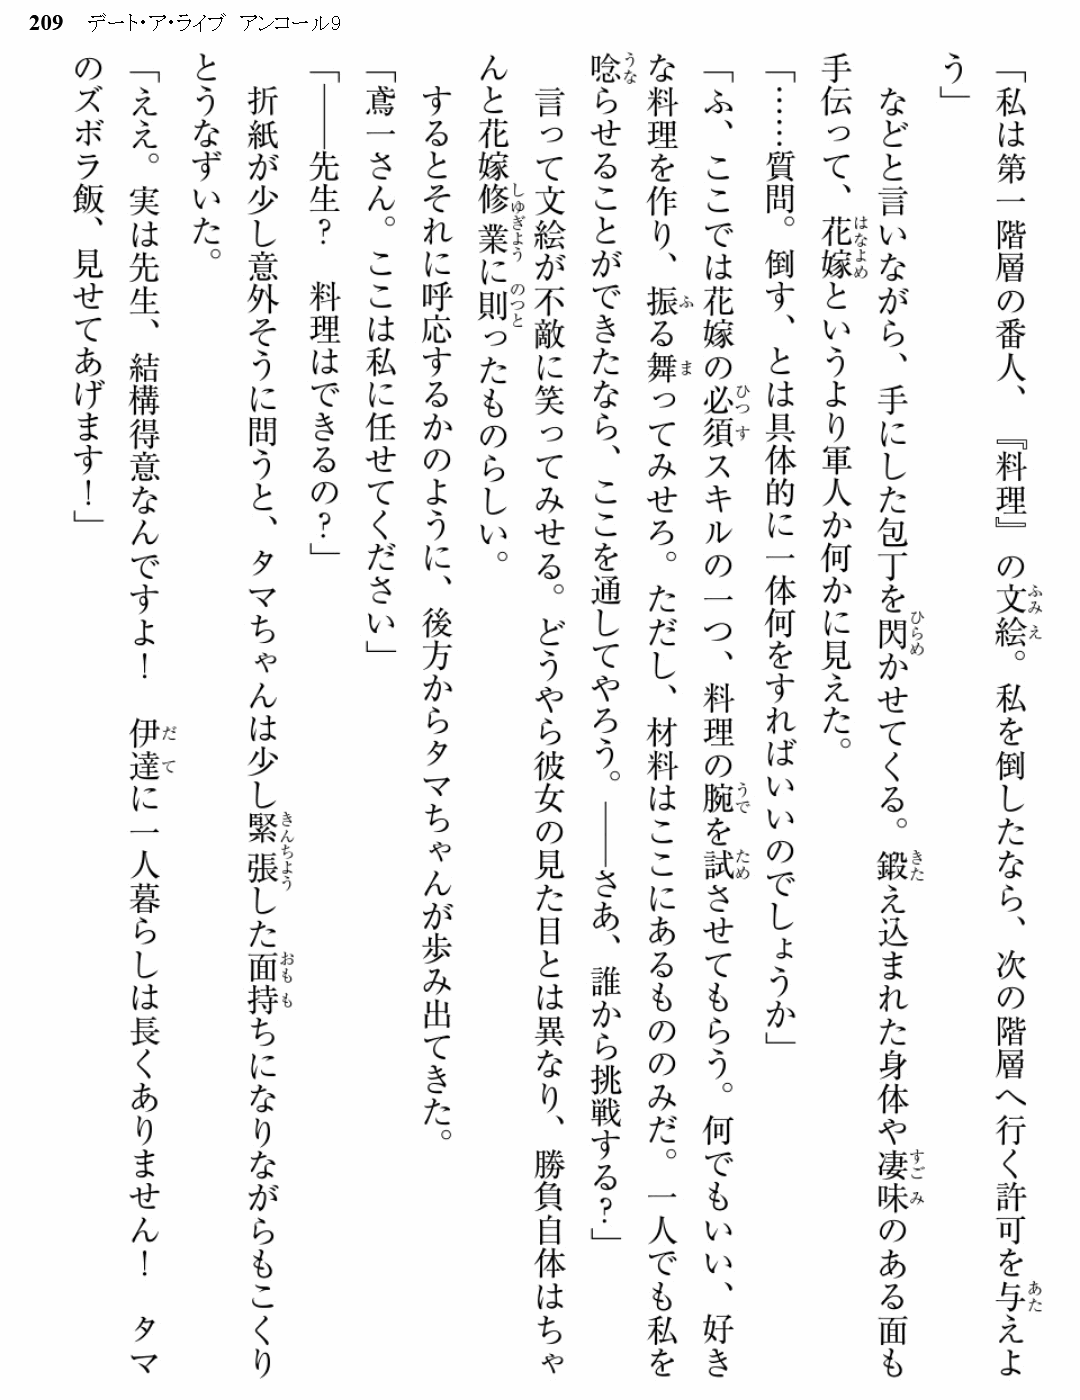 209 デート・ア・ライブ アンコール9
「私は第一階層の番人、『料理』の文絵。私を倒したなら、次の階層へ行く許可を与えよ
う」
　などと言いながら、手にした包丁を閃かせてくる。鍛え込まれた身体や凄味のある面も
手伝って、花嫁というより軍人か何かに見えた。
「……質問。倒す、とは具体的に一体何をすればいいのでしょうか」
「ふ、ここでは花嫁の必須スキルの一つ、料理の腕を試させてもらう。何でもいい、好き
な料理を作り、振る舞ってみせろ。ただし、材料はここにあるもののみだ。一人でも私を
唸らせることができたなら、ここを通してやろう。――さあ、誰から挑戦する？」
　言って文絵が不敵に笑ってみせる。どうやら彼女の見た目とは異なり、勝負自体はちゃ
んと花嫁修業に則ったものらしい。
　するとそれに呼応するかのように、後方からタマちゃんが歩み出てきた。
「鳶一さん。ここは私に任せてください」
「――先生？　料理はできるの？」
　折紙が少し意外そうに問うと、タマちゃんは少し緊張した面持ちになりながらもこくり
とうなずいた。
「ええ。実は先生、結構得意なんですよ！　伊達に一人暮らしは長くありません！　タマ
のズボラ飯、見せてあげます！」